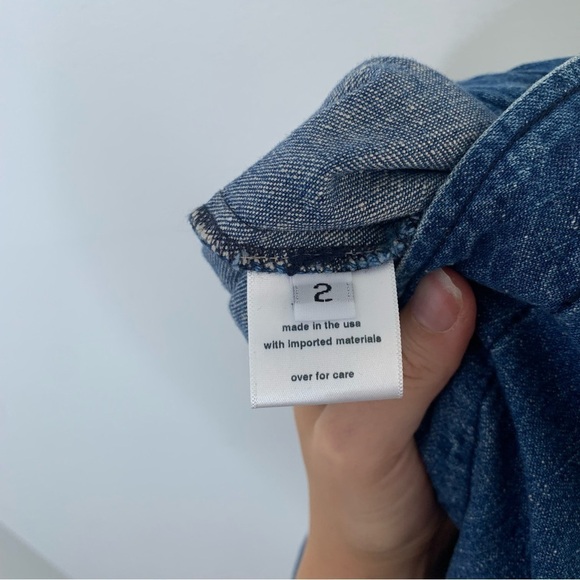 2
made in the usa
with imported materials
over for care